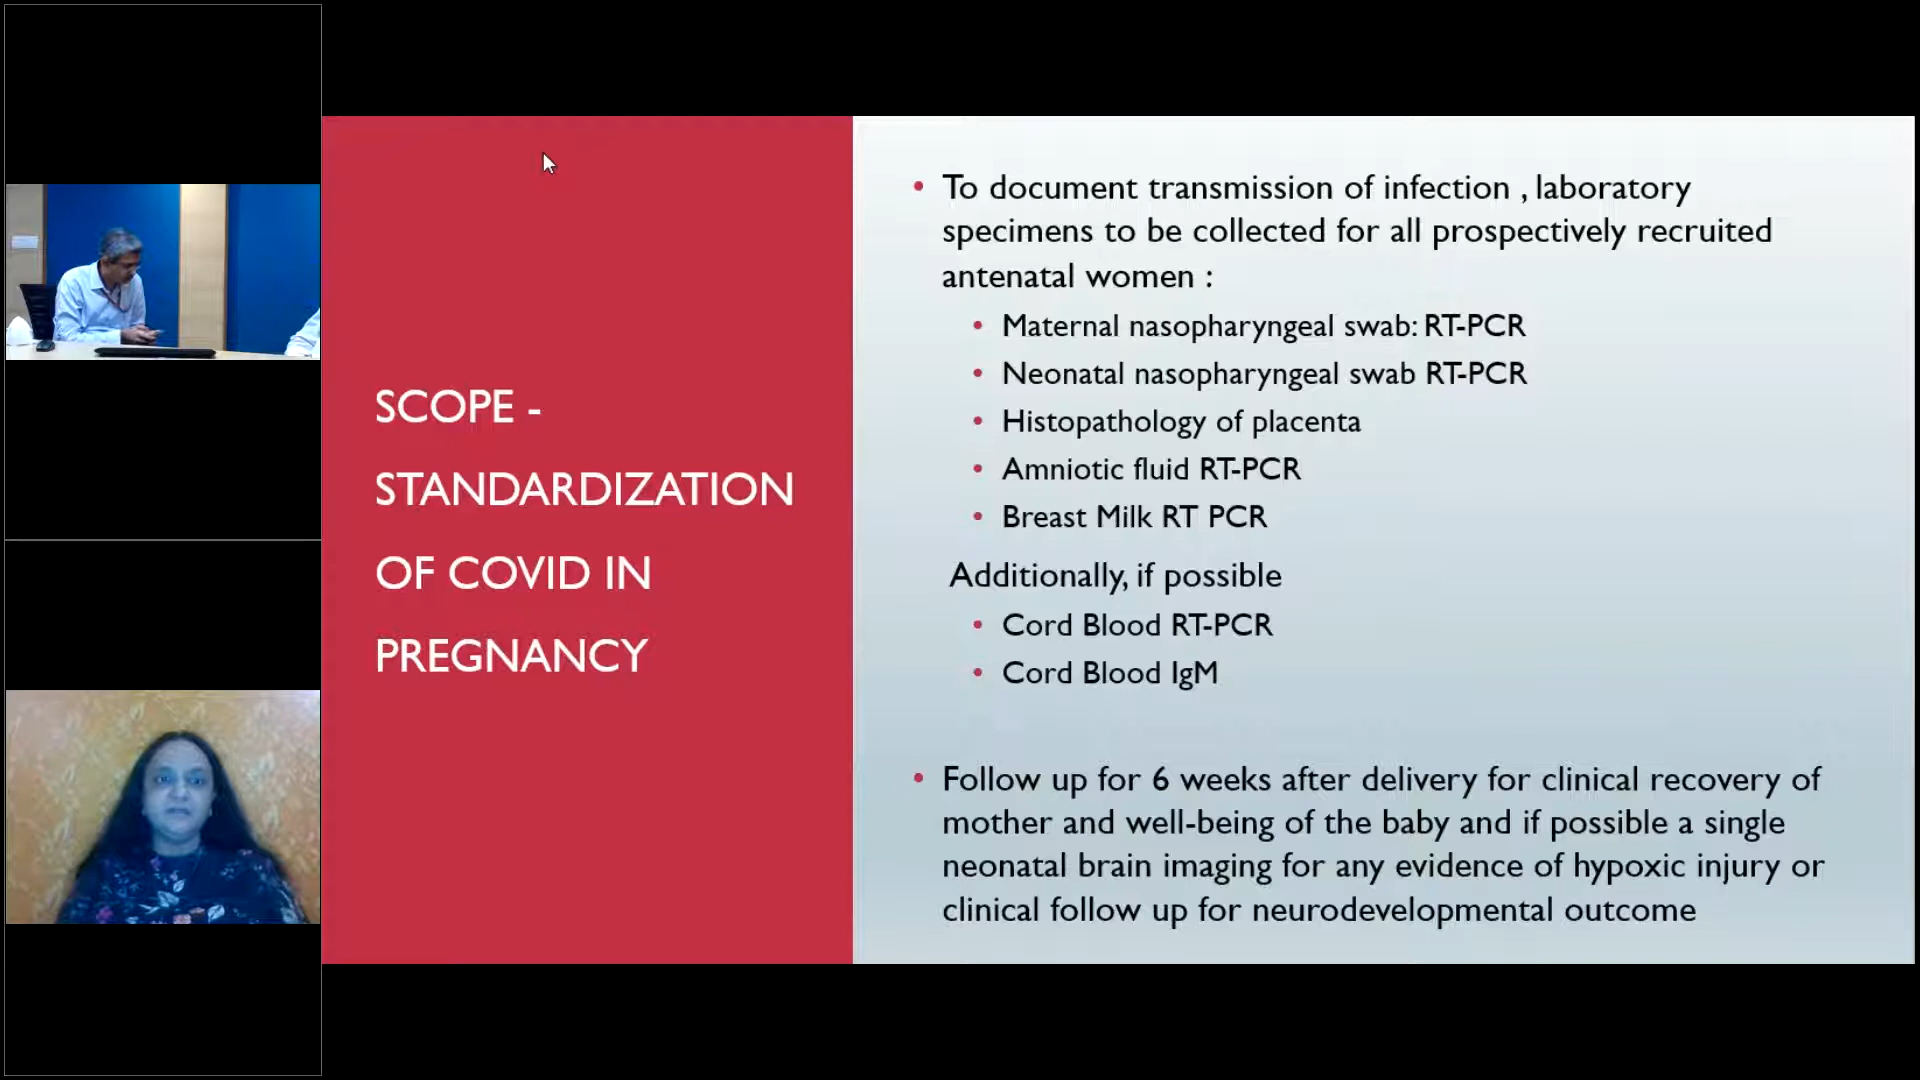 SCOPE -
STANDARDIZATION
OF COVID IN
PREGNANCY
• To document transmission of infection , laboratory
specimens to be collected for all prospectively recruited
antenatal women :
• Maternal nasopharyngeal swab: RT-PCR
• Neonatal nasopharyngeal swab RT-PCR
• Histopathology of placenta
• Amniotic fluid RT-PCR
• Breast Milk RT PCR
Additionally, if possible
• Cord Blood RT-PCR
• Cord Blood IgM
• Follow up for 6 weeks after delivery for clinical recovery of
mother and well-being of the baby and if possible a single
neonatal brain imaging for any evidence of hypoxic injury or
clinical follow up for neurodevelopmental outcome